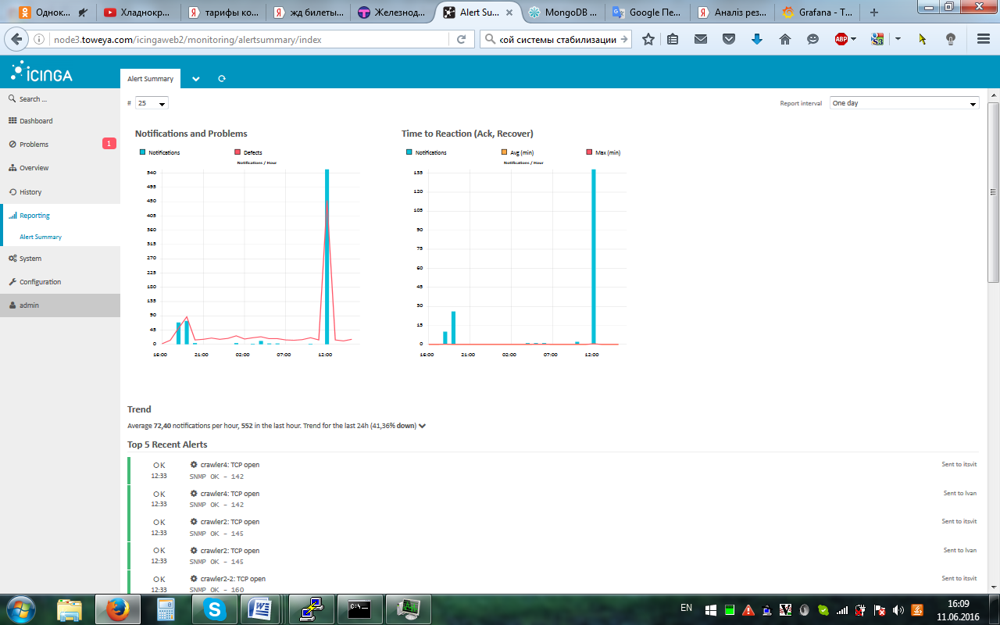 Однок...
Хладнокр...
тарифы ко...
жд билеты...
Железнод...
Alert Su...
MongoDB ...
Google Пе...
Аналіз рез...
Grafana - T...
node3.toweya.com/icingaweb2/monitoring/alertsummary/index
кой системы стабилизации
ABP
S3
icinga
Alert Summary
Search ...
Dashboard
Problems
1
Overview
History
Reporting
Alert Summary
System
Configuration
admin
# 25
Report interval One day
Notifications and Problems
Notifications Defects
Notifications / Hour
540
495
450
405
360
315
270
225
180
135
90
45
0
16:00 21:00 02:00 07:00 12:00
Time to Reaction (Ack, Recover)
Notifications Avg (min) Max (min)
Notifications / Hour
135
120
105
90
75
60
45
30
15
0
16:00 21:00 02:00 07:00 12:00
Trend
Average 72,40 notifications per hour, 552 in the last hour. Trend for the last 24h (41,36% down)
Top 5 Recent Alerts
OK crawler4: TCP open Sent to itsvit
12:33 SNMP OK - 142
OK crawler4: TCP open Sent to Ivan
12:33 SNMP OK - 142
OK crawler2: TCP open Sent to itsvit
12:33 SNMP OK - 145
OK crawler2: TCP open Sent to Ivan
12:33 SNMP OK - 145
OK crawler2-2: TCP open Sent to itsvit
12:33 SNMP OK - 160
C:\
EN
16:09
11.06.2016